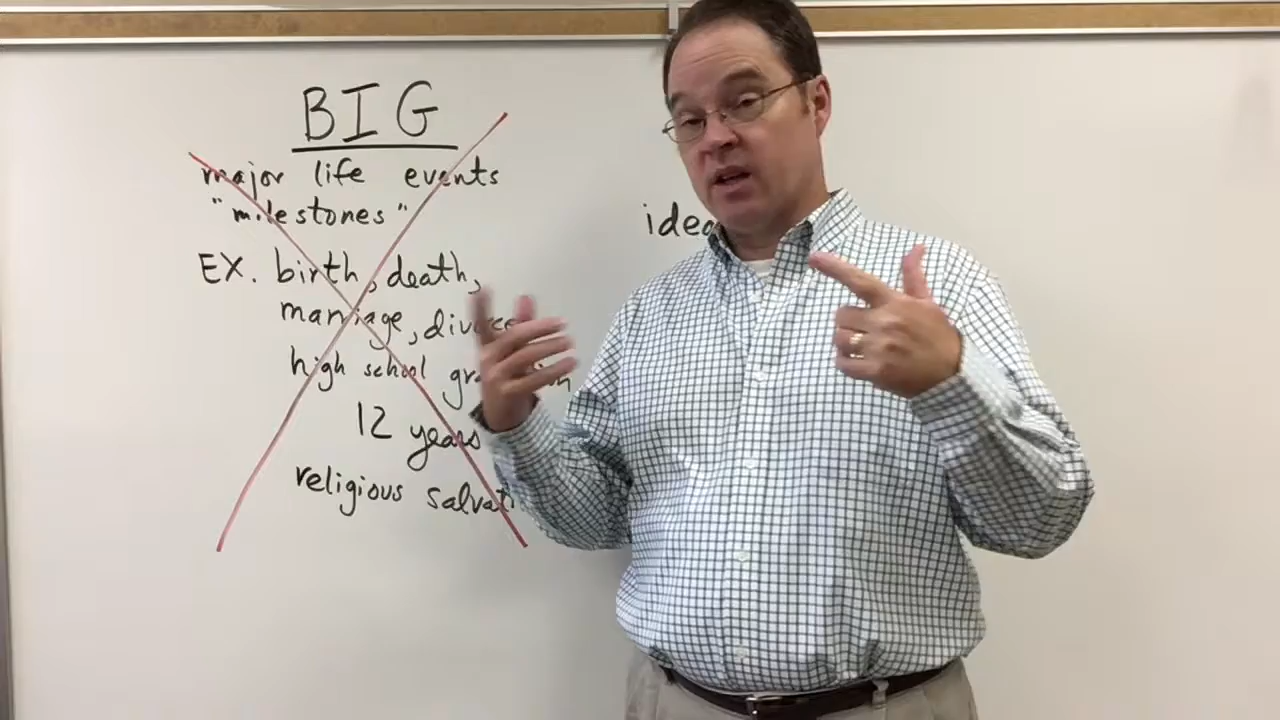 BIG
major life events
"milestones"
EX. birth, death,
marriage, divorce
high school
12 years
religious